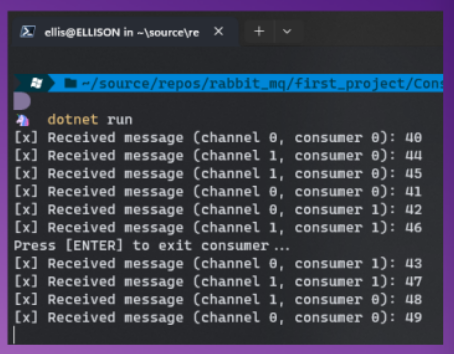 ellis@ELLISON in ~\source\re
~/source/repos/rabbit_mq/first_project/Con
dotnet run
[x] Received message (channel 0, consumer 0): 40
[x] Received message (channel 1, consumer 0): 44
[x] Received message (channel 1, consumer 0): 45
[x] Received message (channel 0, consumer 0): 41
[x] Received message (channel 0, consumer 1): 42
[x] Received message (channel 1, consumer 1): 46
Press [ENTER] to exit consumer...
[x] Received message (channel 0, consumer 1): 43
[x] Received message (channel 1, consumer 1): 47
[x] Received message (channel 1, consumer 0): 48
[x] Received message (channel 0, consumer 0): 49